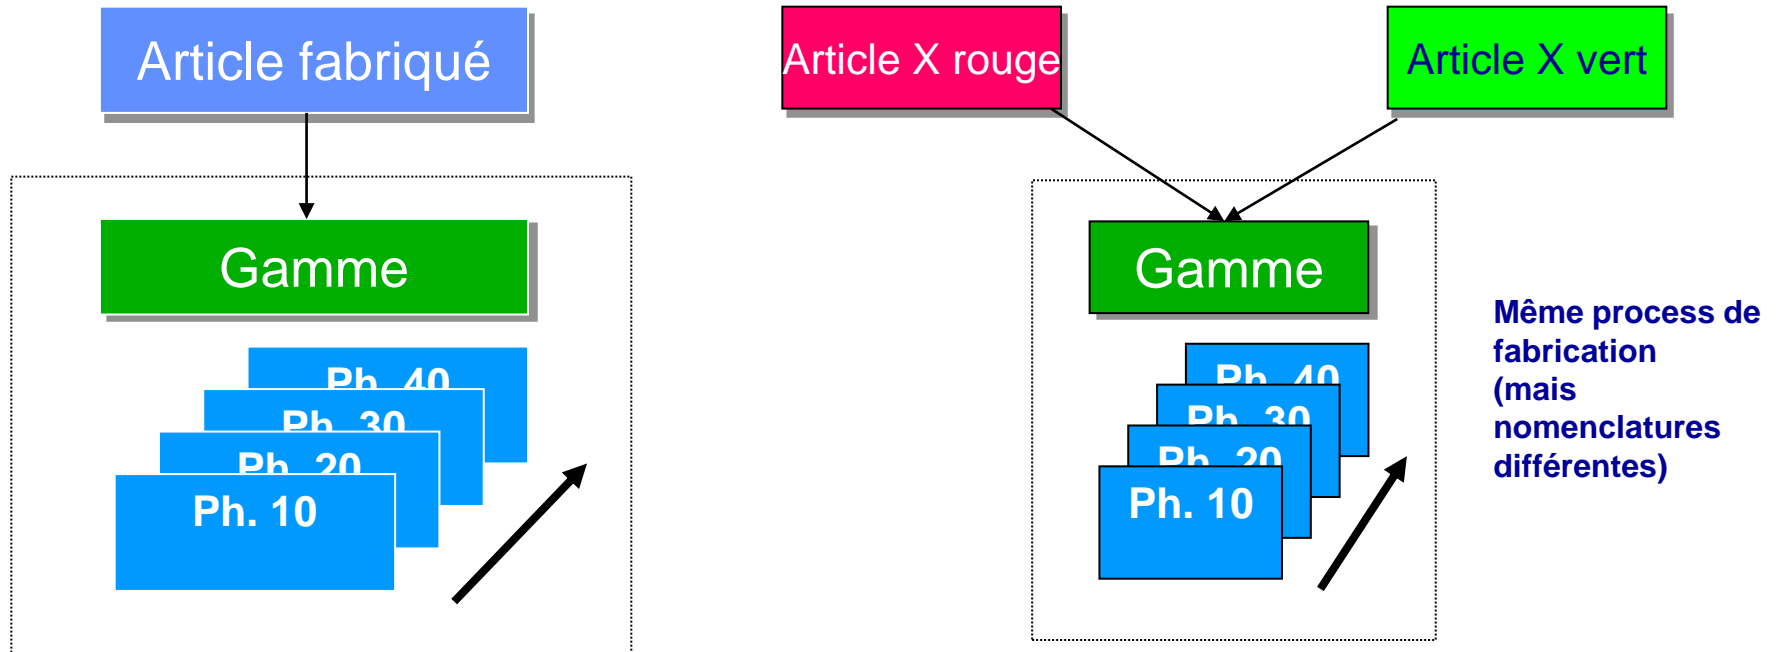 Article fabriqué
Gamme
Ph. 40
Ph. 30
Ph. 20
Ph. 10
Article X rouge
Article X vert
Gamme
Ph. 40
Ph. 30
Ph. 20
Ph. 10
Même process de
fabrication
(mais
nomenclatures
différentes)